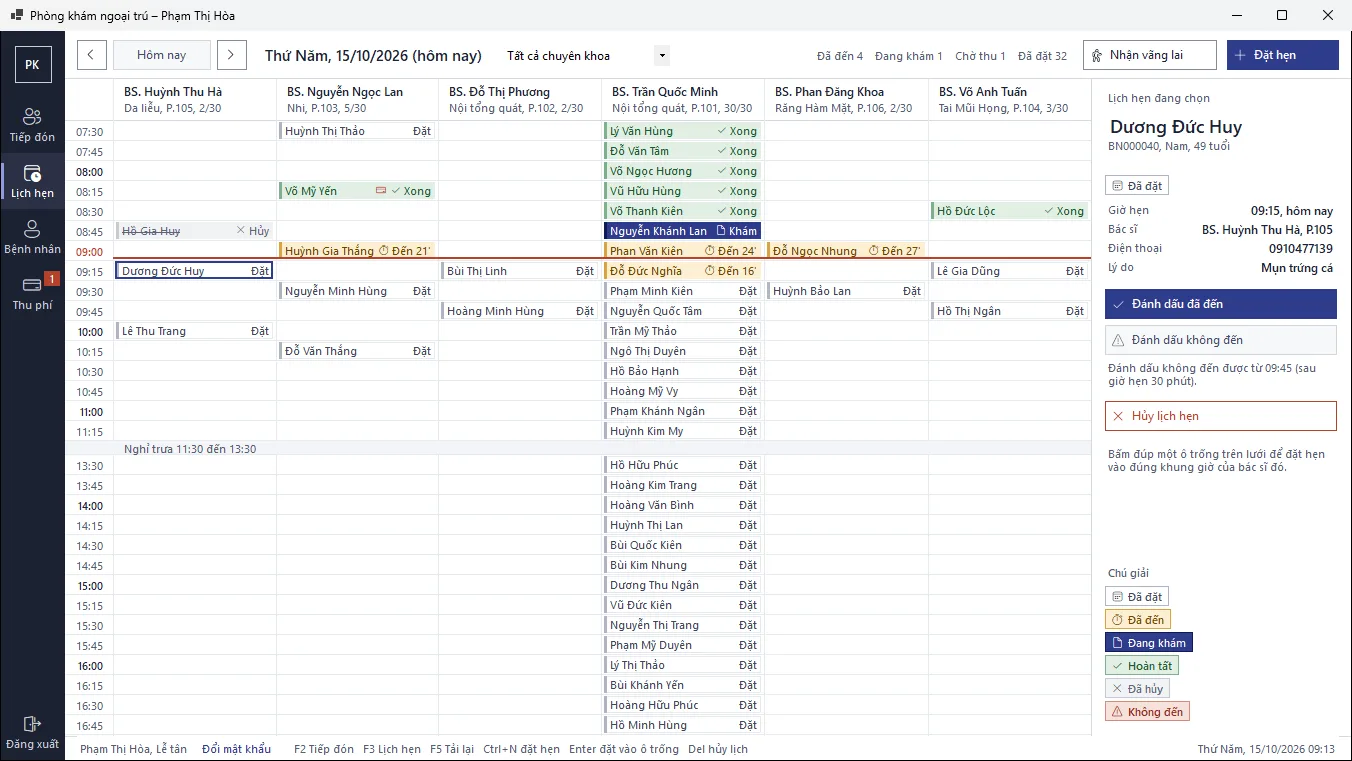 Phòng khám ngoại trú – Phạm Thị Hòa
PK
Tiếp đón
Lịch hẹn
Bệnh nhân
1
Thu phí
Đăng xuất
Hôm nay
Thứ Năm, 15/10/2026 (hôm nay)
Tất cả chuyên khoa
Đã đến 4 Đang khám 1 Chờ thu 1 Đã đặt 32
Nhận vãng lai
Đặt hẹn
BS. Huỳnh Thu Hà
Da liễu, P.105, 2/30
BS. Nguyễn Ngọc Lan
Nhi, P.103, 5/30
BS. Đỗ Thị Phương
Nội tổng quát, P.102, 2/30
BS. Trần Quốc Minh
Nội tổng quát, P.101, 30/30
BS. Phan Đăng Khoa
Răng Hàm Mặt, P.106, 2/30
BS. Võ Anh Tuấn
Tai Mũi Họng, P.104, 3/30
07:30 Huỳnh Thị Thảo Đặt Lý Văn Hùng Xong
07:45 Đỗ Văn Tâm Xong
08:00 Võ Ngọc Hương Xong
08:15 Võ Mỹ Yến Xong Vũ Hữu Hùng Xong
08:30 Võ Thanh Kiên Xong Hồ Đức Lộc Xong
08:45 Hồ Gia Huy Hủy Nguyễn Khánh Lan Khám
09:00 Huỳnh Gia Thắng Đến 21' Phan Văn Kiên Đến 24' Đỗ Ngọc Nhung Đến 27'
09:15 Dương Đức Huy Đặt Bùi Thị Linh Đặt Đỗ Đức Nghĩa Đến 16' Lê Gia Dũng Đặt
09:30 Nguyễn Minh Hùng Đặt Phạm Minh Kiên Đặt Huỳnh Bảo Lan Đặt
09:45 Hoàng Minh Hùng Đặt Nguyễn Quốc Tâm Đặt Hồ Thị Ngân Đặt
10:00 Lê Thu Trang Đặt Trần Mỹ Thảo Đặt
10:15 Đỗ Văn Thắng Đặt Ngô Thị Duyên Đặt
10:30 Hồ Bảo Hạnh Đặt
10:45 Hoàng Mỹ Vy Đặt
11:00 Phạm Khánh Ngân Đặt
11:15 Huỳnh Kim My Đặt
Nghỉ trưa 11:30 đến 13:30
13:30 Hồ Hữu Phúc Đặt
13:45 Hoàng Kim Trang Đặt
14:00 Hoàng Văn Bình Đặt
14:15 Huỳnh Thị Lan Đặt
14:30 Bùi Quốc Kiên Đặt
14:45 Bùi Kim Nhung Đặt
15:00 Dương Thu Ngân Đặt
15:15 Vũ Đức Kiên Đặt
15:30 Nguyễn Thị Trang Đặt
15:45 Phạm Mỹ Duyên Đặt
16:00 Lý Thị Thảo Đặt
16:15 Bùi Khánh Yến Đặt
16:30 Hoàng Hữu Phúc Đặt
16:45 Hồ Minh Hùng Đặt
Lịch hẹn đang chọn
Dương Đức Huy
BN000040, Nam, 49 tuổi
Đã đặt
Giờ hẹn 09:15, hôm nay
Bác sĩ BS. Huỳnh Thu Hà, P.105
Điện thoại 0910477139
Lý do Mụn trứng cá
Đánh dấu đã đến
Đánh dấu không đến
Đánh dấu không đến được từ 09:45 (sau
giờ hẹn 30 phút).
Hủy lịch hẹn
Bấm đúp một ô trống trên lưới để đặt hẹn
vào đúng khung giờ của bác sĩ đó.
Chú giải
Đã đặt
Đã đến
Đang khám
Hoàn tất
Đã hủy
Không đến
Phạm Thị Hòa, Lễ tân Đổi mật khẩu F2 Tiếp đón F3 Lịch hẹn F5 Tải lại Ctrl+N đặt hẹn Enter đặt vào ô trống Del hủy lịch
Thứ Năm, 15/10/2026 09:13